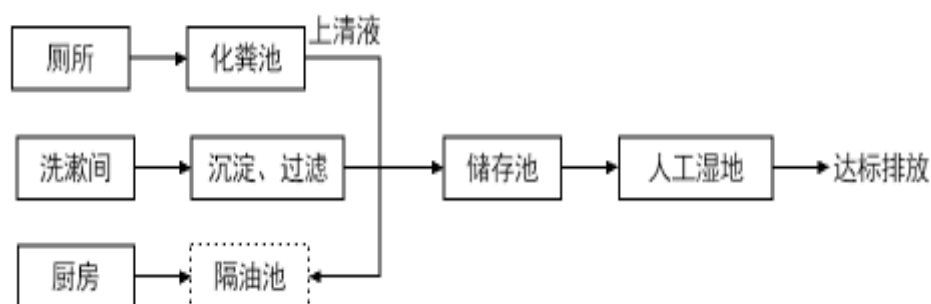 上清液
厕所
化粪池
洗漱间
沉淀、过滤
储存池
人工湿地
达标排放
厨房
隔油池